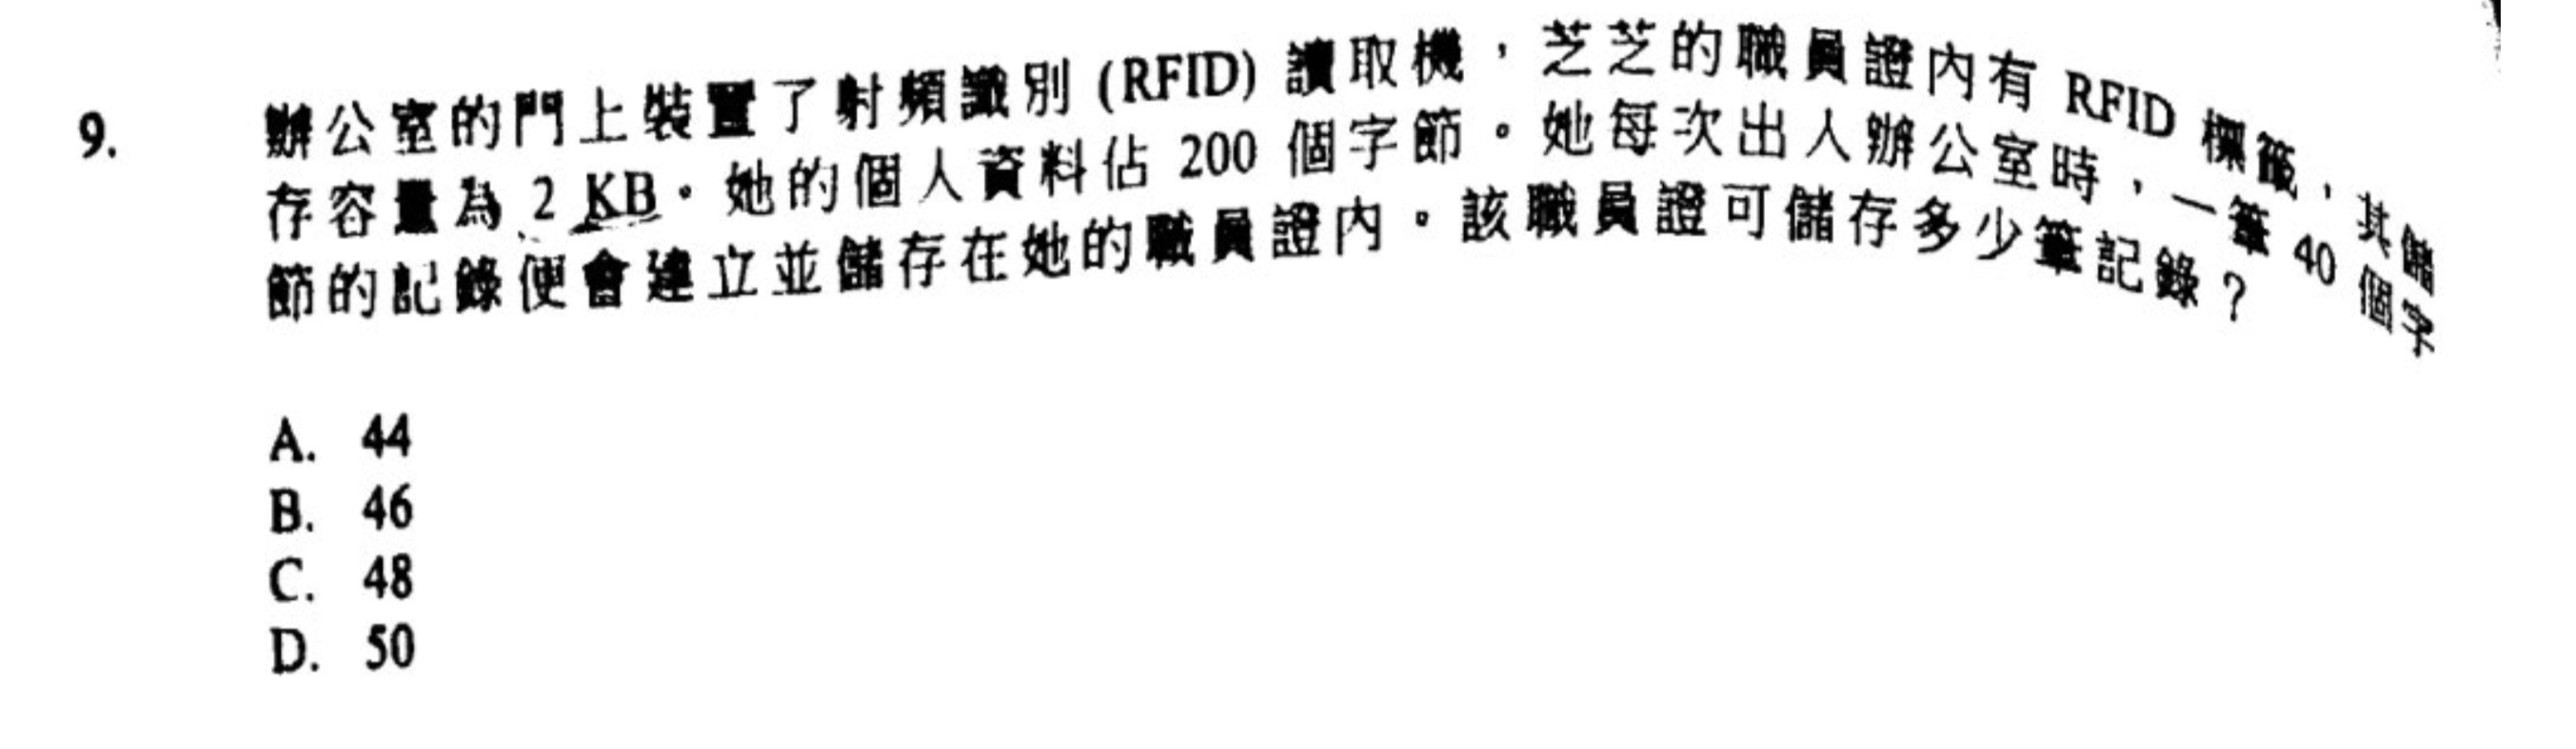 9. 辦公室的門上裝置了射頻識別 (RFID) 讀取機，芝芝的職員證內有 RFID 標籤，其儲
存容量為 2 KB。她的個人資料佔 200 個字節。她每次出入辦公室時，一筆 40 個字
節的記錄便會建立並儲存在她的職員證內。該職員證可儲存多少筆記錄？
A. 44
B. 46
C. 48
D. 50